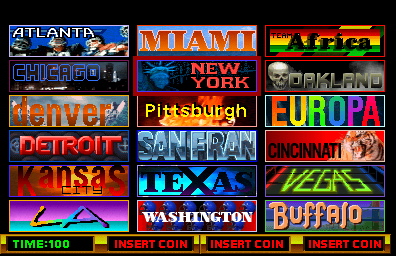 ATLANTA MIAMI TEAM Africa
CHICAGO NEW YORK OAKLAND
denver Pittsburgh EUROPA
DETROIT SAN FRAN CINCINNATI
Kansas CITY TEXAS VEGAS
LA WASHINGTON Buffalo
TIME:100 INSERT COIN INSERT COIN INSERT COIN